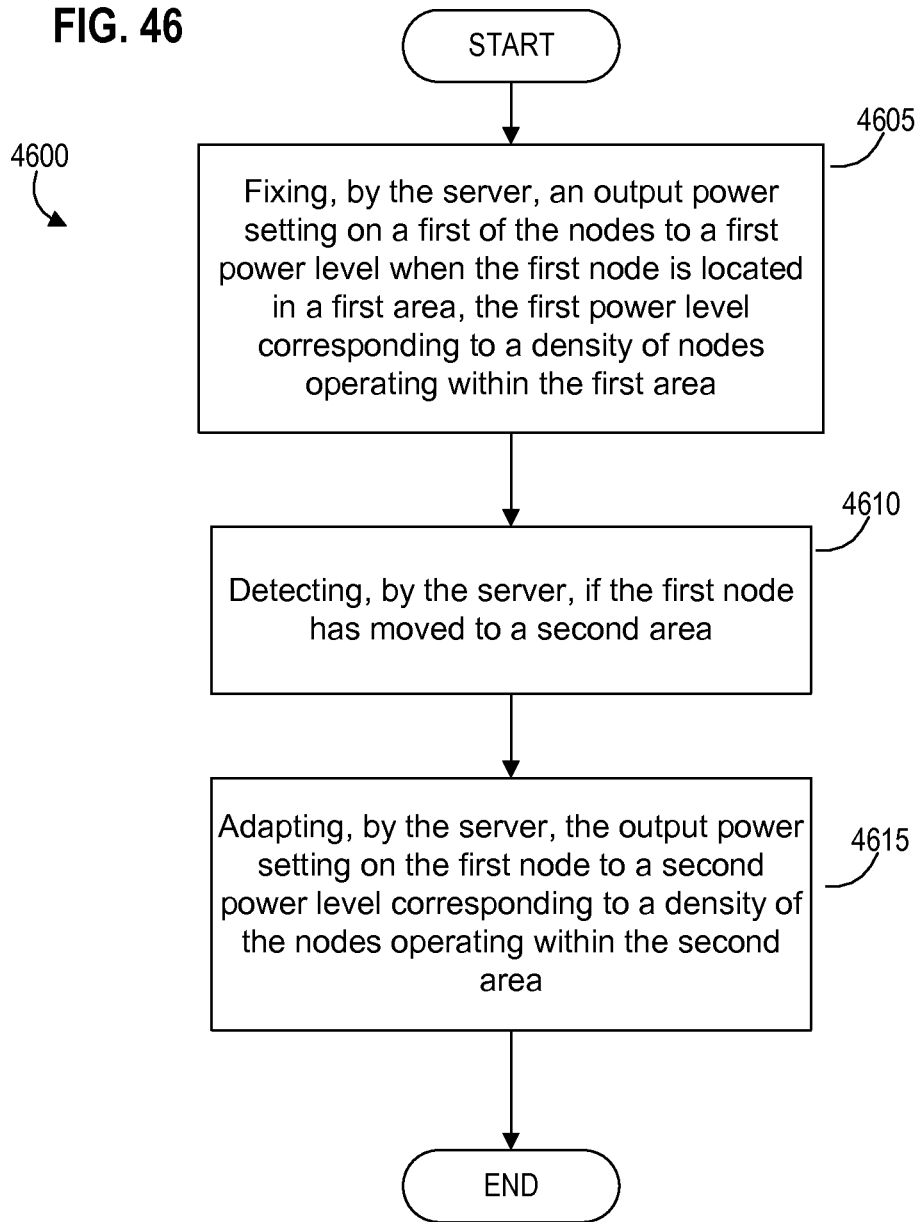 FIG. 46
START
4600
4605
Fixing, by the server, an output power
setting on a first of the nodes to a first
power level when the first node is located
in a first area, the first power level
corresponding to a density of nodes
operating within the first area
4610
Detecting, by the server, if the first node
has moved to a second area
4615
Adapting, by the server, the output power
setting on the first node to a second
power level corresponding to a density of
the nodes operating within the second
area
END